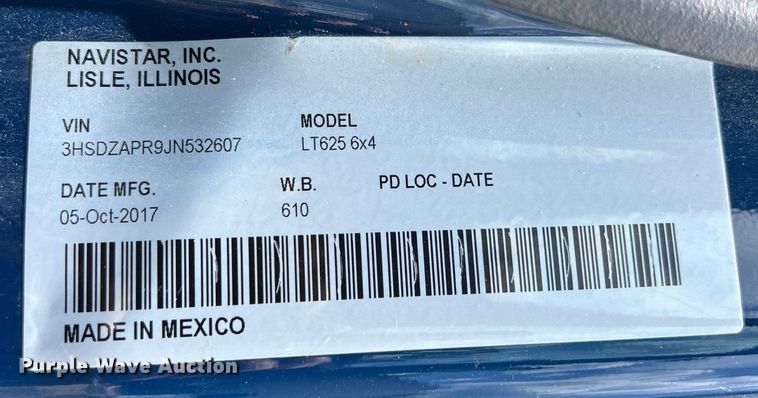 NAVISTAR, INC.
LISLE, ILLINOIS
VIN MODEL
3HSDZAPR9JN532607 LT625 6x4
DATE MFG. W.B. PD LOC - DATE
05-Oct-2017 610
MADE IN MEXICO
Purple Wave Auction